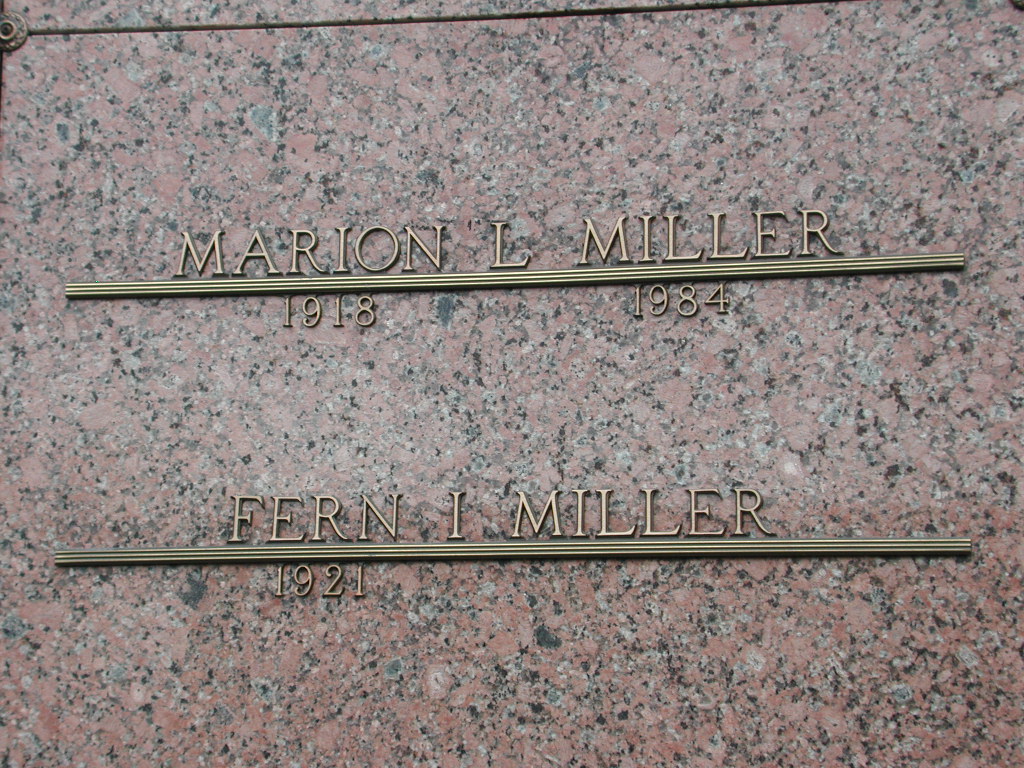 MARION L MILLER
1918 1984
FERN I MILLER
1921